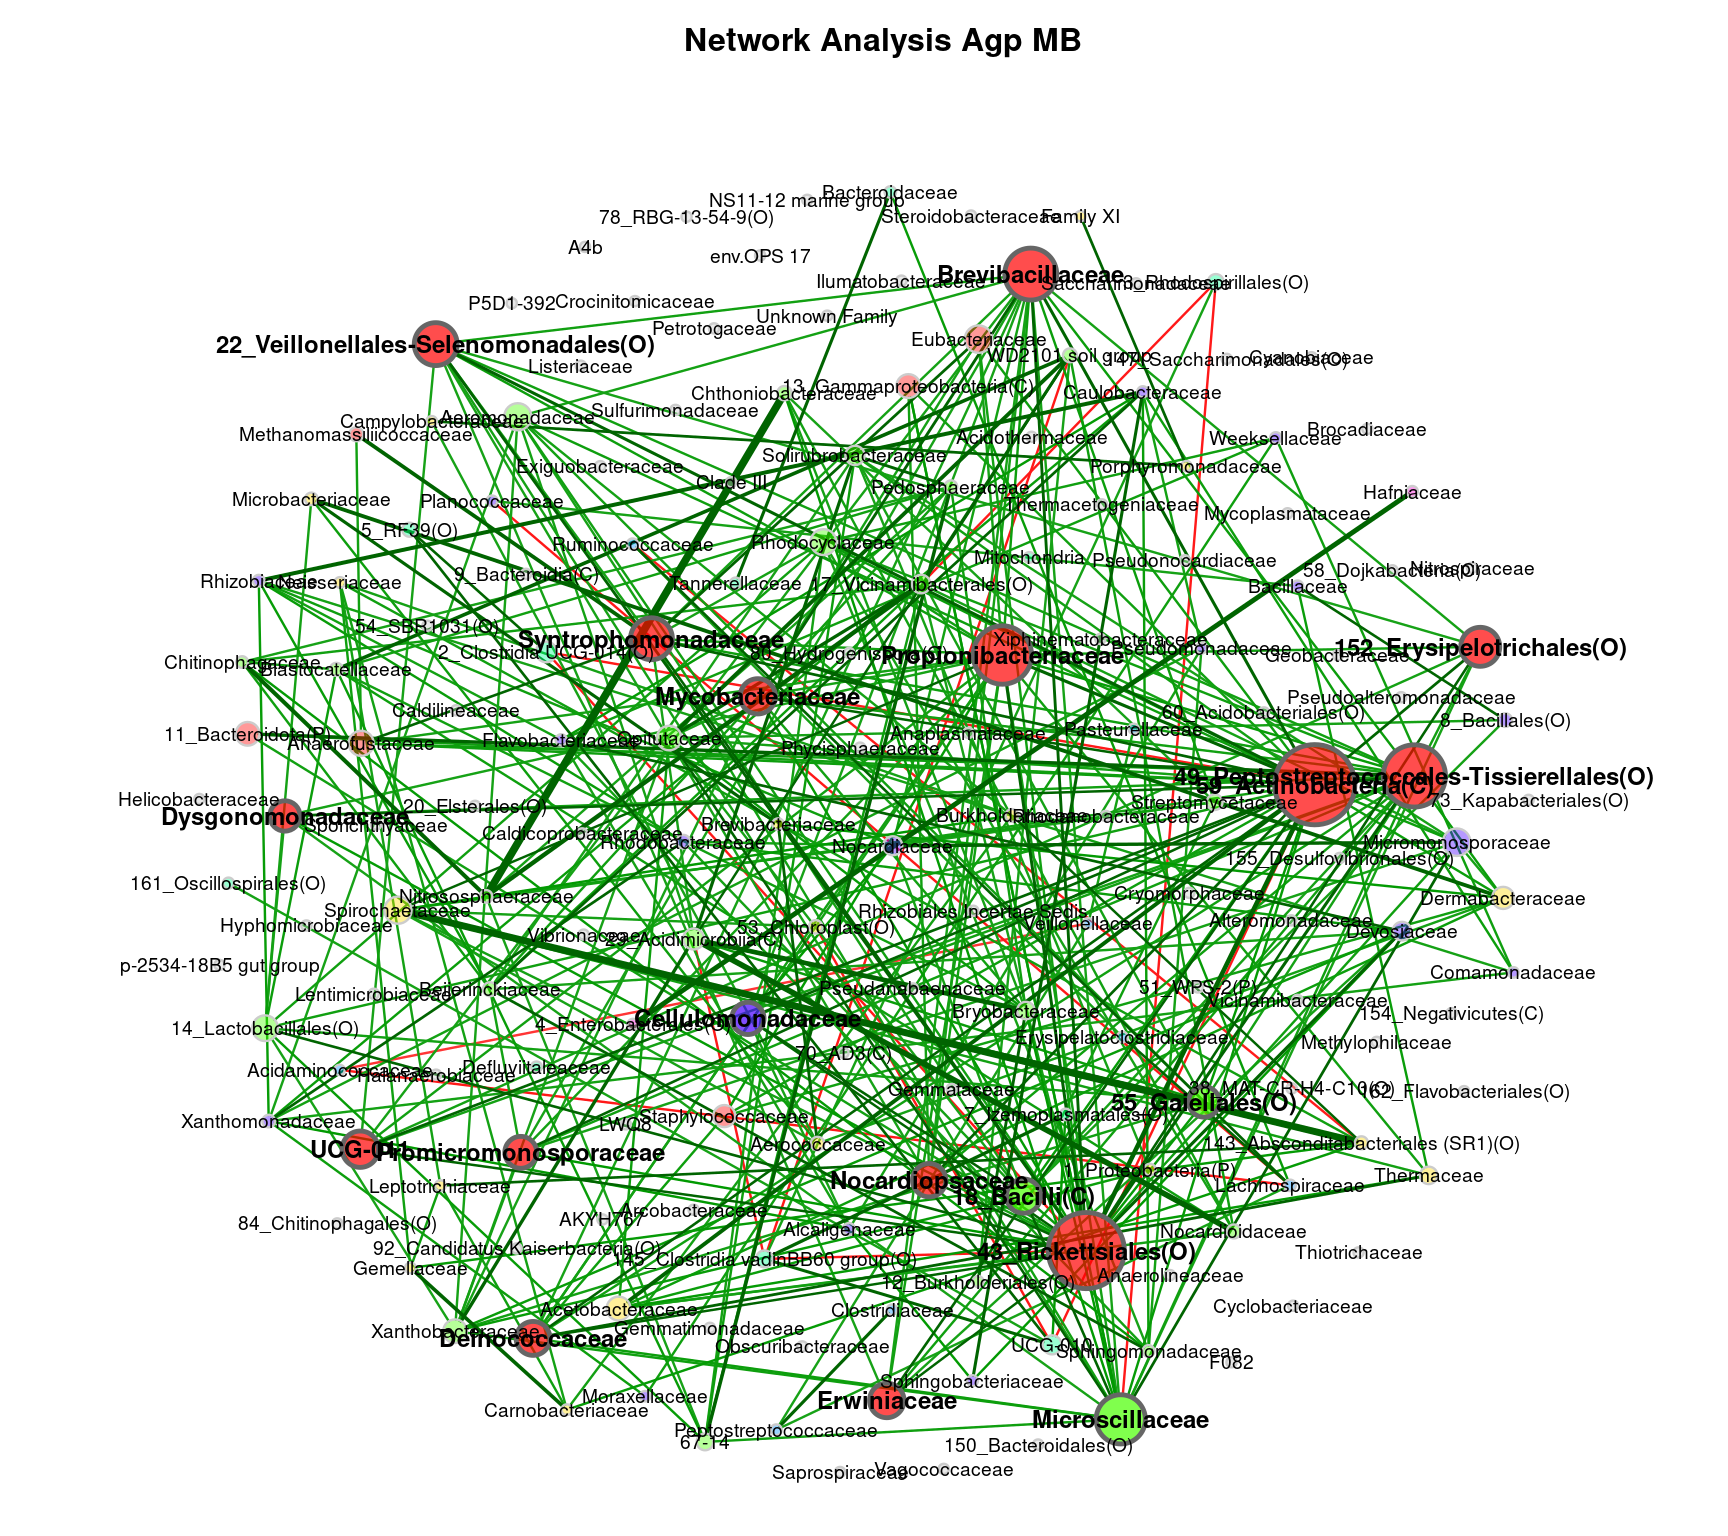 Network Analysis Agp MB
Bacteroidaceae
NS11-12 marine group
78_RBG-13-54-9(O)
Steroidobacteraceae
Family XI
A4b
env.OPS 17
Brevibacillaceae
Ilumatobacteraceae
Saccharimonadaceae
3_Rhodospirillales(O)
P5D1-392
Crocinitomicaceae
Unknown Family
Petrotogaceae
Eubacteriaceae
22_Veillonellales-Selenomonadales(O)
WD2101 soil group
147_Saccharimonadales(O)
Cyanobiaceae
Listeriaceae
13_Gammaproteobacteria(C)
Chthoniobacteraceae
Caulobacteraceae
Sulfurimonadaceae
Aeromonadaceae
Campylobacteraceae
Methanomassiliicoccaceae
Acidothermaceae
Weeksellaceae
Brocadiaceae
Solirubrobacteraceae
Exiguobacteraceae
Porphyromonadaceae
Clade III
Pedosphaeraceae
Hafniaceae
Microbacteriaceae
Planococcaceae
Thermacetogeniaceae
Mycoplasmataceae
5_RF39(O)
Ruminococcaceae
Rhodocyclaceae
Mitochondria
Pseudonocardiaceae
58_Dojkabacteria(C)
Nitrospiraceae
9_Bacteroidia(C)
Rhizobiaceae
Neisseriaceae
Tannerellaceae
17_Vicinamibacterales(O)
Bacillaceae
54_SBR1031(O)
Syntrophomonadaceae
Xiphinematobacteraceae
2_Clostridia UCG-014(O)
80_Hydrogenispora(C)
Propionibacteriaceae
Pseudomonadaceae
Geobacteraceae
152_Erysipelotrichales(O)
Chitinophagaceae
Blastocatellaceae
Mycobacteriaceae
Pseudoalteromonadaceae
Caldilineaceae
60_Acidobacteriales(O)
8_Bacillales(O)
11_Bacteroidota(P)
Anaerofustaceae
Flavobacteriaceae
Opitutaceae
Phycisphaeraceae
Anaplasmataceae
Pasteurellaceae
49_Peptostreptococcales-Tissierellales(O)
59_Actinobacteria(C)
Helicobacteraceae
20_Elsterales(O)
Streptomycetaceae
73_Kapabacteriales(O)
Dysgonomonadaceae
Sporichthyaceae
Brevibacteriaceae
Burkholderiaceae
Rhodanobacteraceae
Caldicoprobacteraceae
Rhodobacteraceae
Nocardiaceae
Micromonosporaceae
155_Desulfovibrionales(O)
161_Oscillospirales(O)
Nitrososphaeraceae
Spirochaetaceae
Cryomorphaceae
Dermabacteraceae
Rhizobiales Incertae Sedis
Hyphomicrobiaceae
53_Chloroplast(O)
Veillonellaceae
Alteromonadaceae
Devosiaceae
Vibrionaceae
29_Acidimicrobiia(C)
p-2534-18B5 gut group
Comamonadaceae
Lentimicrobiaceae
Beijerinckiaceae
Pseudanabaenaceae
51_WPS-2(P)
Vicinamibacteraceae
Bryobacteraceae
154_Negativicutes(C)
14_Lactobacillales(O)
4_Enterobacterales(O)
Cellulomonadaceae
Erysipelatoclostridiaceae
Methylophilaceae
70_AD3(C)
Acidaminococcaceae
Halanaerobiaceae
Defluviitaleaceae
Gemmataceae
38_MAT-CR-H4-C10(O)
62_Flavobacteriales(O)
55_Gaiellales(O)
Xanthomonadaceae
LWQ8
Staphylococcaceae
7_Izemoplasmatales(O)
Aerococcaceae
143_Absconditabacteriales (SR1)(O)
UCG-011
Promicromonosporaceae
1_Proteobacteria(P)
Thermaceae
Leptotrichiaceae
Nocardiopsaceae
Lachnospiraceae
18_Bacilli(C)
84_Chitinophagales(O)
AKYH767
Arcobacteraceae
Alcaligenaceae
Nocardioidaceae
92_Candidatus Kaiserbacteria(O)
43_Rickettsiales(O)
Thiotrichaceae
145_Clostridia vadinBB60 group(O)
Gemellaceae
Anaerolineaceae
12_Burkholderiales(O)
Acetobacteraceae
Clostridiaceae
Cyclobacteriaceae
Gemmatimonadaceae
Xanthobacteraceae
Deinococcaceae
Obscuribacteraceae
UCG-010
Sphingomonadaceae
F082
Sphingobacteriaceae
Moraxellaceae
Erwiniaceae
Carnobacteriaceae
Microscillaceae
Peptostreptococcaceae
67-14
150_Bacteroidales(O)
Saprospiraceae
Vagococcaceae